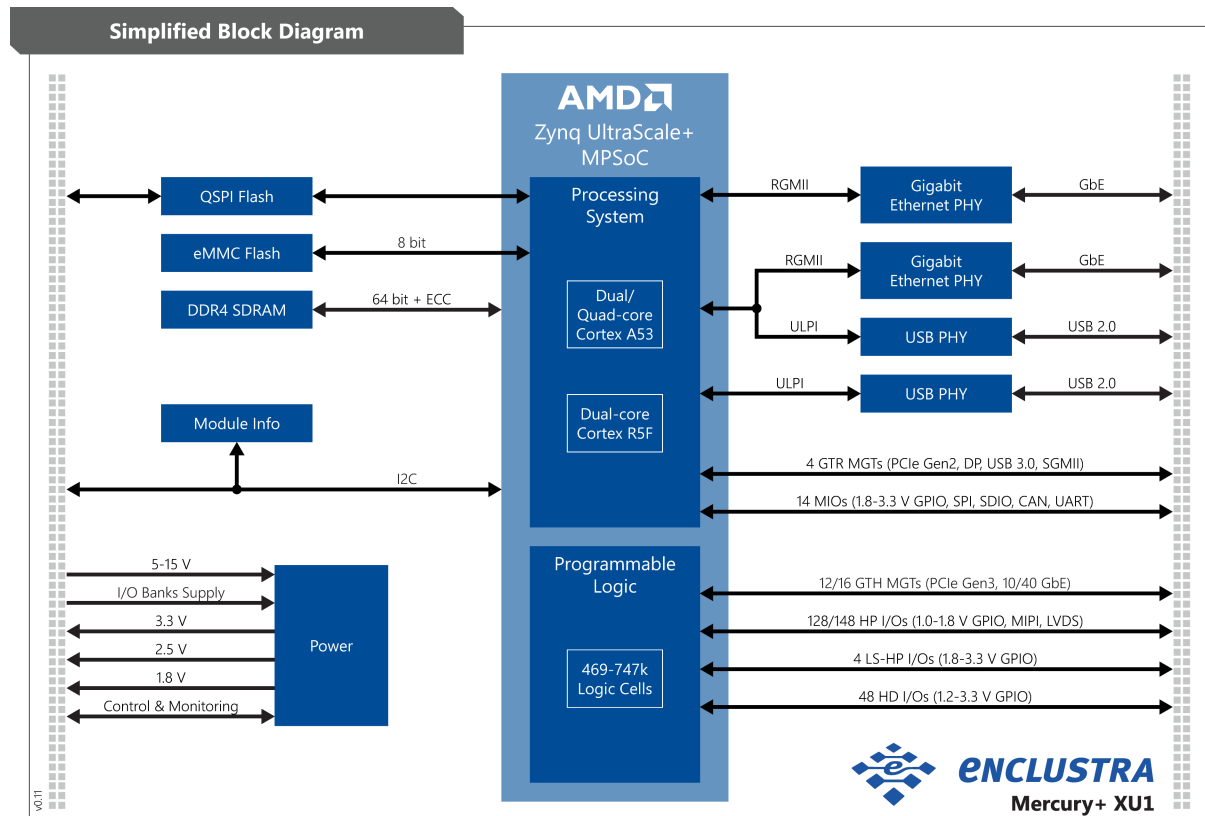 Simplified Block Diagram
AMD
Zynq UltraScale+
MPSoC
QSPI Flash
eMMC Flash
8 bit
DDR4 SDRAM
64 bit + ECC
Module Info
I2C
5-15 V
I/O Banks Supply
3.3 V
2.5 V
1.8 V
Control & Monitoring
Power
Processing
System
Dual/
Quad-core
Cortex A53
Dual-core
Cortex R5F
Programmable
Logic
469-747k
Logic Cells
RGMII
Gigabit
Ethernet PHY
GbE
RGMII
Gigabit
Ethernet PHY
GbE
ULPI
USB PHY
USB 2.0
ULPI
USB PHY
USB 2.0
4 GTR MGTs (PCIe Gen2, DP, USB 3.0, SGMII)
14 MIOs (1.8-3.3 V GPIO, SPI, SDIO, CAN, UART)
12/16 GTH MGTs (PCIe Gen3, 10/40 GbE)
128/148 HP I/Os (1.0-1.8 V GPIO, MIPI, LVDS)
4 LS-HP I/Os (1.8-3.3 V GPIO)
48 HD I/Os (1.2-3.3 V GPIO)
e
eNCLUSTRA
Mercury+ XU1
v0.11